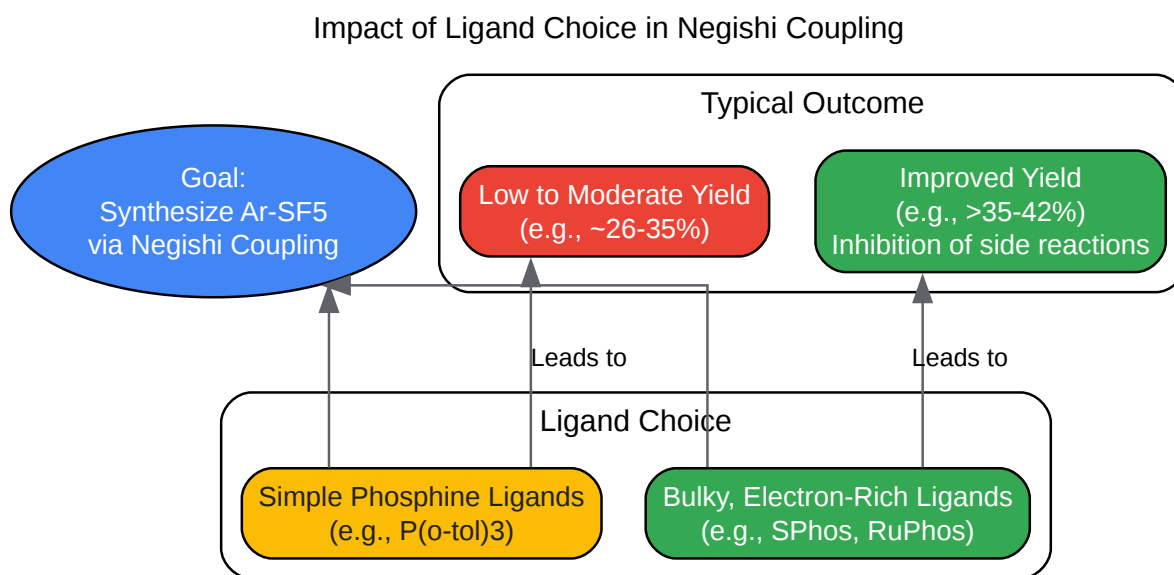 Impact of Ligand Choice in Negishi Coupling
Typical Outcome
Goal:
Synthesize Ar-SF5
via Negishi Coupling
Low to Moderate Yield
(e.g., ~26-35%)
Improved Yield
(e.g., >35-42%)
Inhibition of side reactions
Leads to
Leads to
Ligand Choice
Simple Phosphine Ligands
(e.g., P(o-tol)3)
Bulky, Electron-Rich Ligands
(e.g., SPhos, RuPhos)